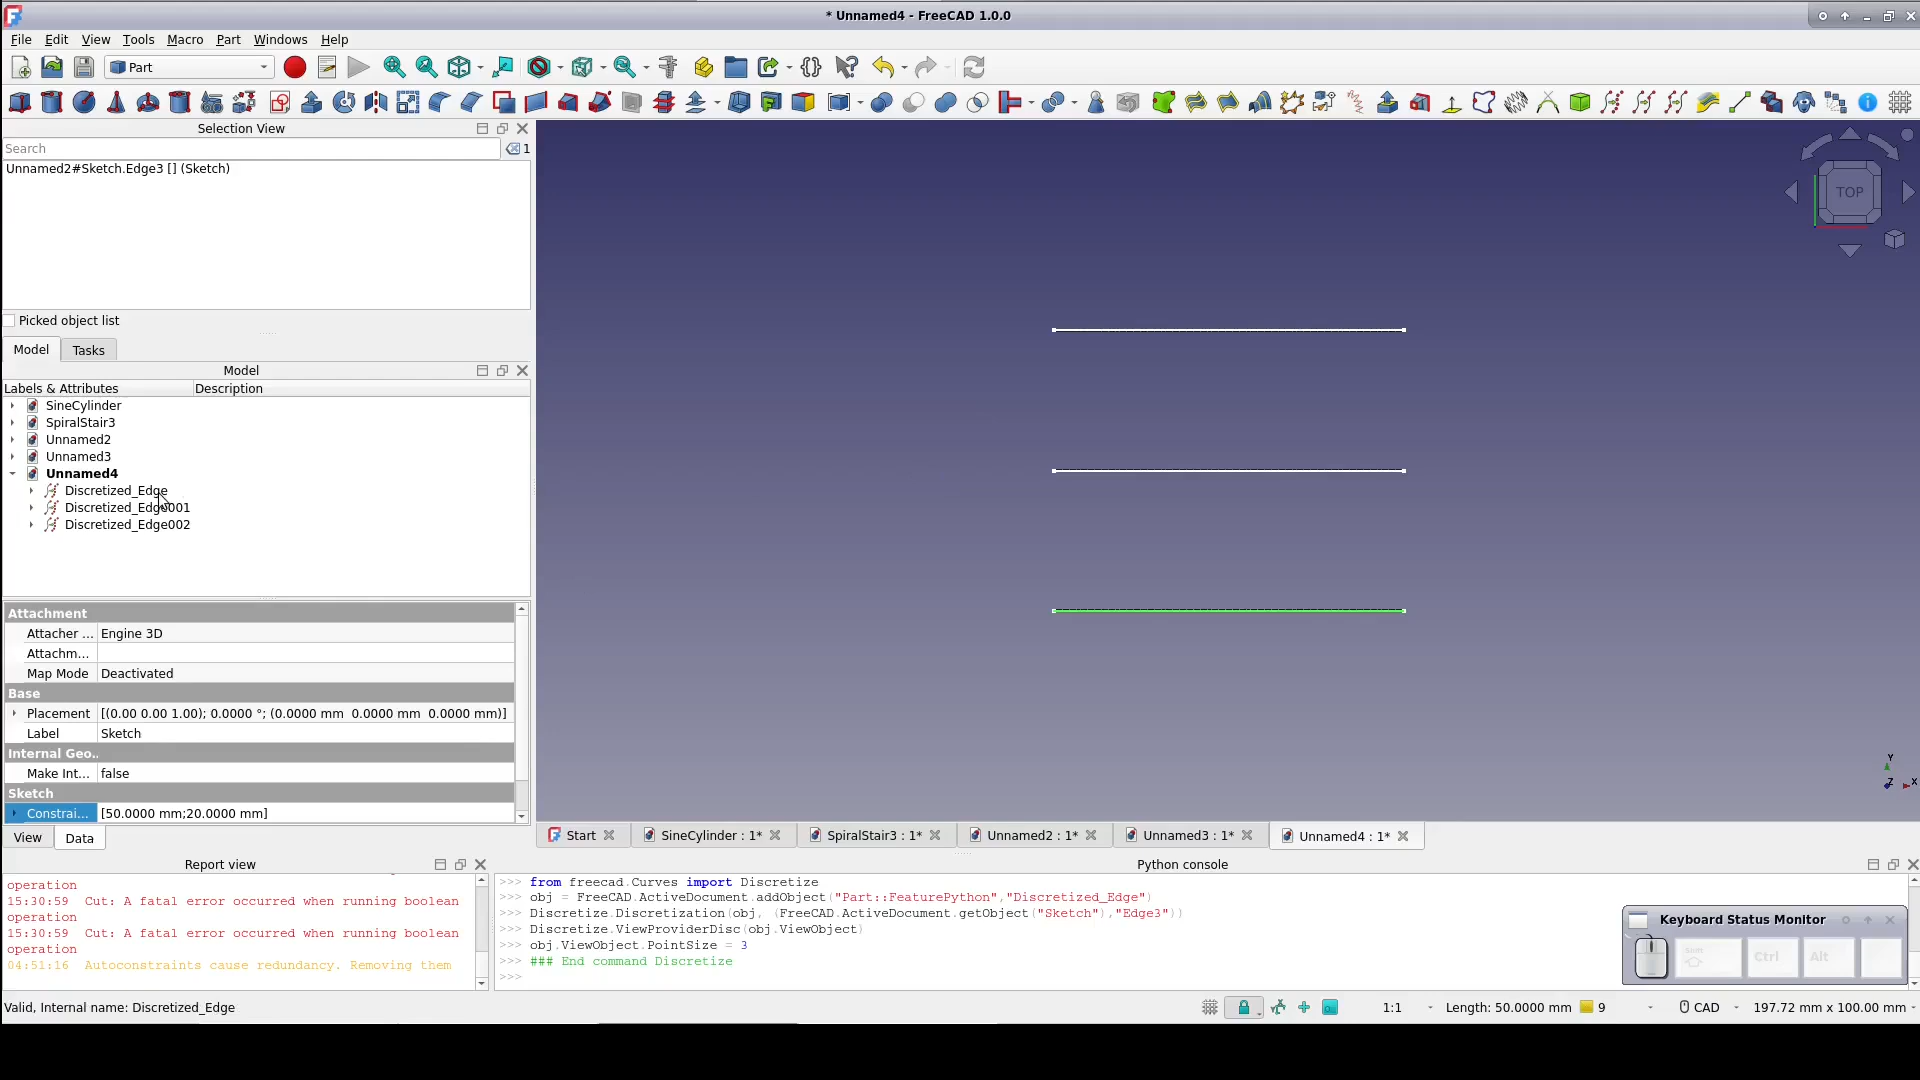 * Unnamed4 - FreeCAD 1.0.0
File Edit View Tools Macro Part Windows Help
Part
Selection View
Search
1
Unnamed2#Sketch.Edge3 [] (Sketch)
Picked object list
Model Tasks
Model
Labels & Attributes Description
SineCylinder
SpiralStair3
Unnamed2
Unnamed3
Unnamed4
Discretized_Edge
Discretized_Edge001
Discretized_Edge002
TOP
Y
Z X
Attachment
Attacher ... Engine 3D
Attachm...
Map Mode Deactivated
Base
Placement [(0.00 0.00 1.00); 0.0000 °; (0.0000 mm 0.0000 mm 0.0000 mm)]
Label Sketch
Internal Geo..
Make Int... false
Sketch
Constrai... [50.0000 mm;20.0000 mm]
View Data
Start SineCylinder : 1* SpiralStair3 : 1* Unnamed2 : 1* Unnamed3 : 1* Unnamed4 : 1*
Report view
operation
15:30:59 Cut: A fatal error occurred when running boolean
operation
15:30:59 Cut: A fatal error occurred when running boolean
operation
04:51:16 Autoconstraints cause redundancy. Removing them
Python console
>>> from freecad.Curves import Discretize
>>> obj = FreeCAD.ActiveDocument.addObject("Part::FeaturePython","Discretized_Edge")
>>> Discretize.Discretization(obj, (FreeCAD.ActiveDocument.getObject("Sketch"),"Edge3"))
>>> Discretize.ViewProviderDisc(obj.ViewObject)
>>> obj.ViewObject.PointSize = 3
>>> ### End command Discretize
>>>
Keyboard Status Monitor
Shift Ctrl Alt
Valid, Internal name: Discretized_Edge
1:1 Length: 50.0000 mm 9 CAD 197.72 mm x 100.00 mm